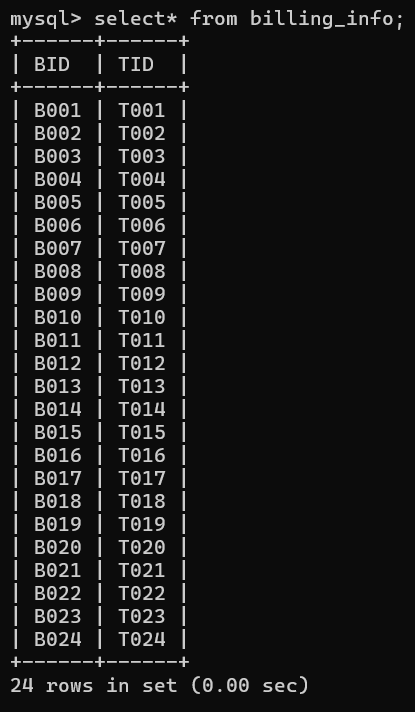 mysql> select* from billing_info;
+------+------+
| BID  | TID  |
+------+------+
| B001 | T001 |
| B002 | T002 |
| B003 | T003 |
| B004 | T004 |
| B005 | T005 |
| B006 | T006 |
| B007 | T007 |
| B008 | T008 |
| B009 | T009 |
| B010 | T010 |
| B011 | T011 |
| B012 | T012 |
| B013 | T013 |
| B014 | T014 |
| B015 | T015 |
| B016 | T016 |
| B017 | T017 |
| B018 | T018 |
| B019 | T019 |
| B020 | T020 |
| B021 | T021 |
| B022 | T022 |
| B023 | T023 |
| B024 | T024 |
+------+------+
24 rows in set (0.00 sec)